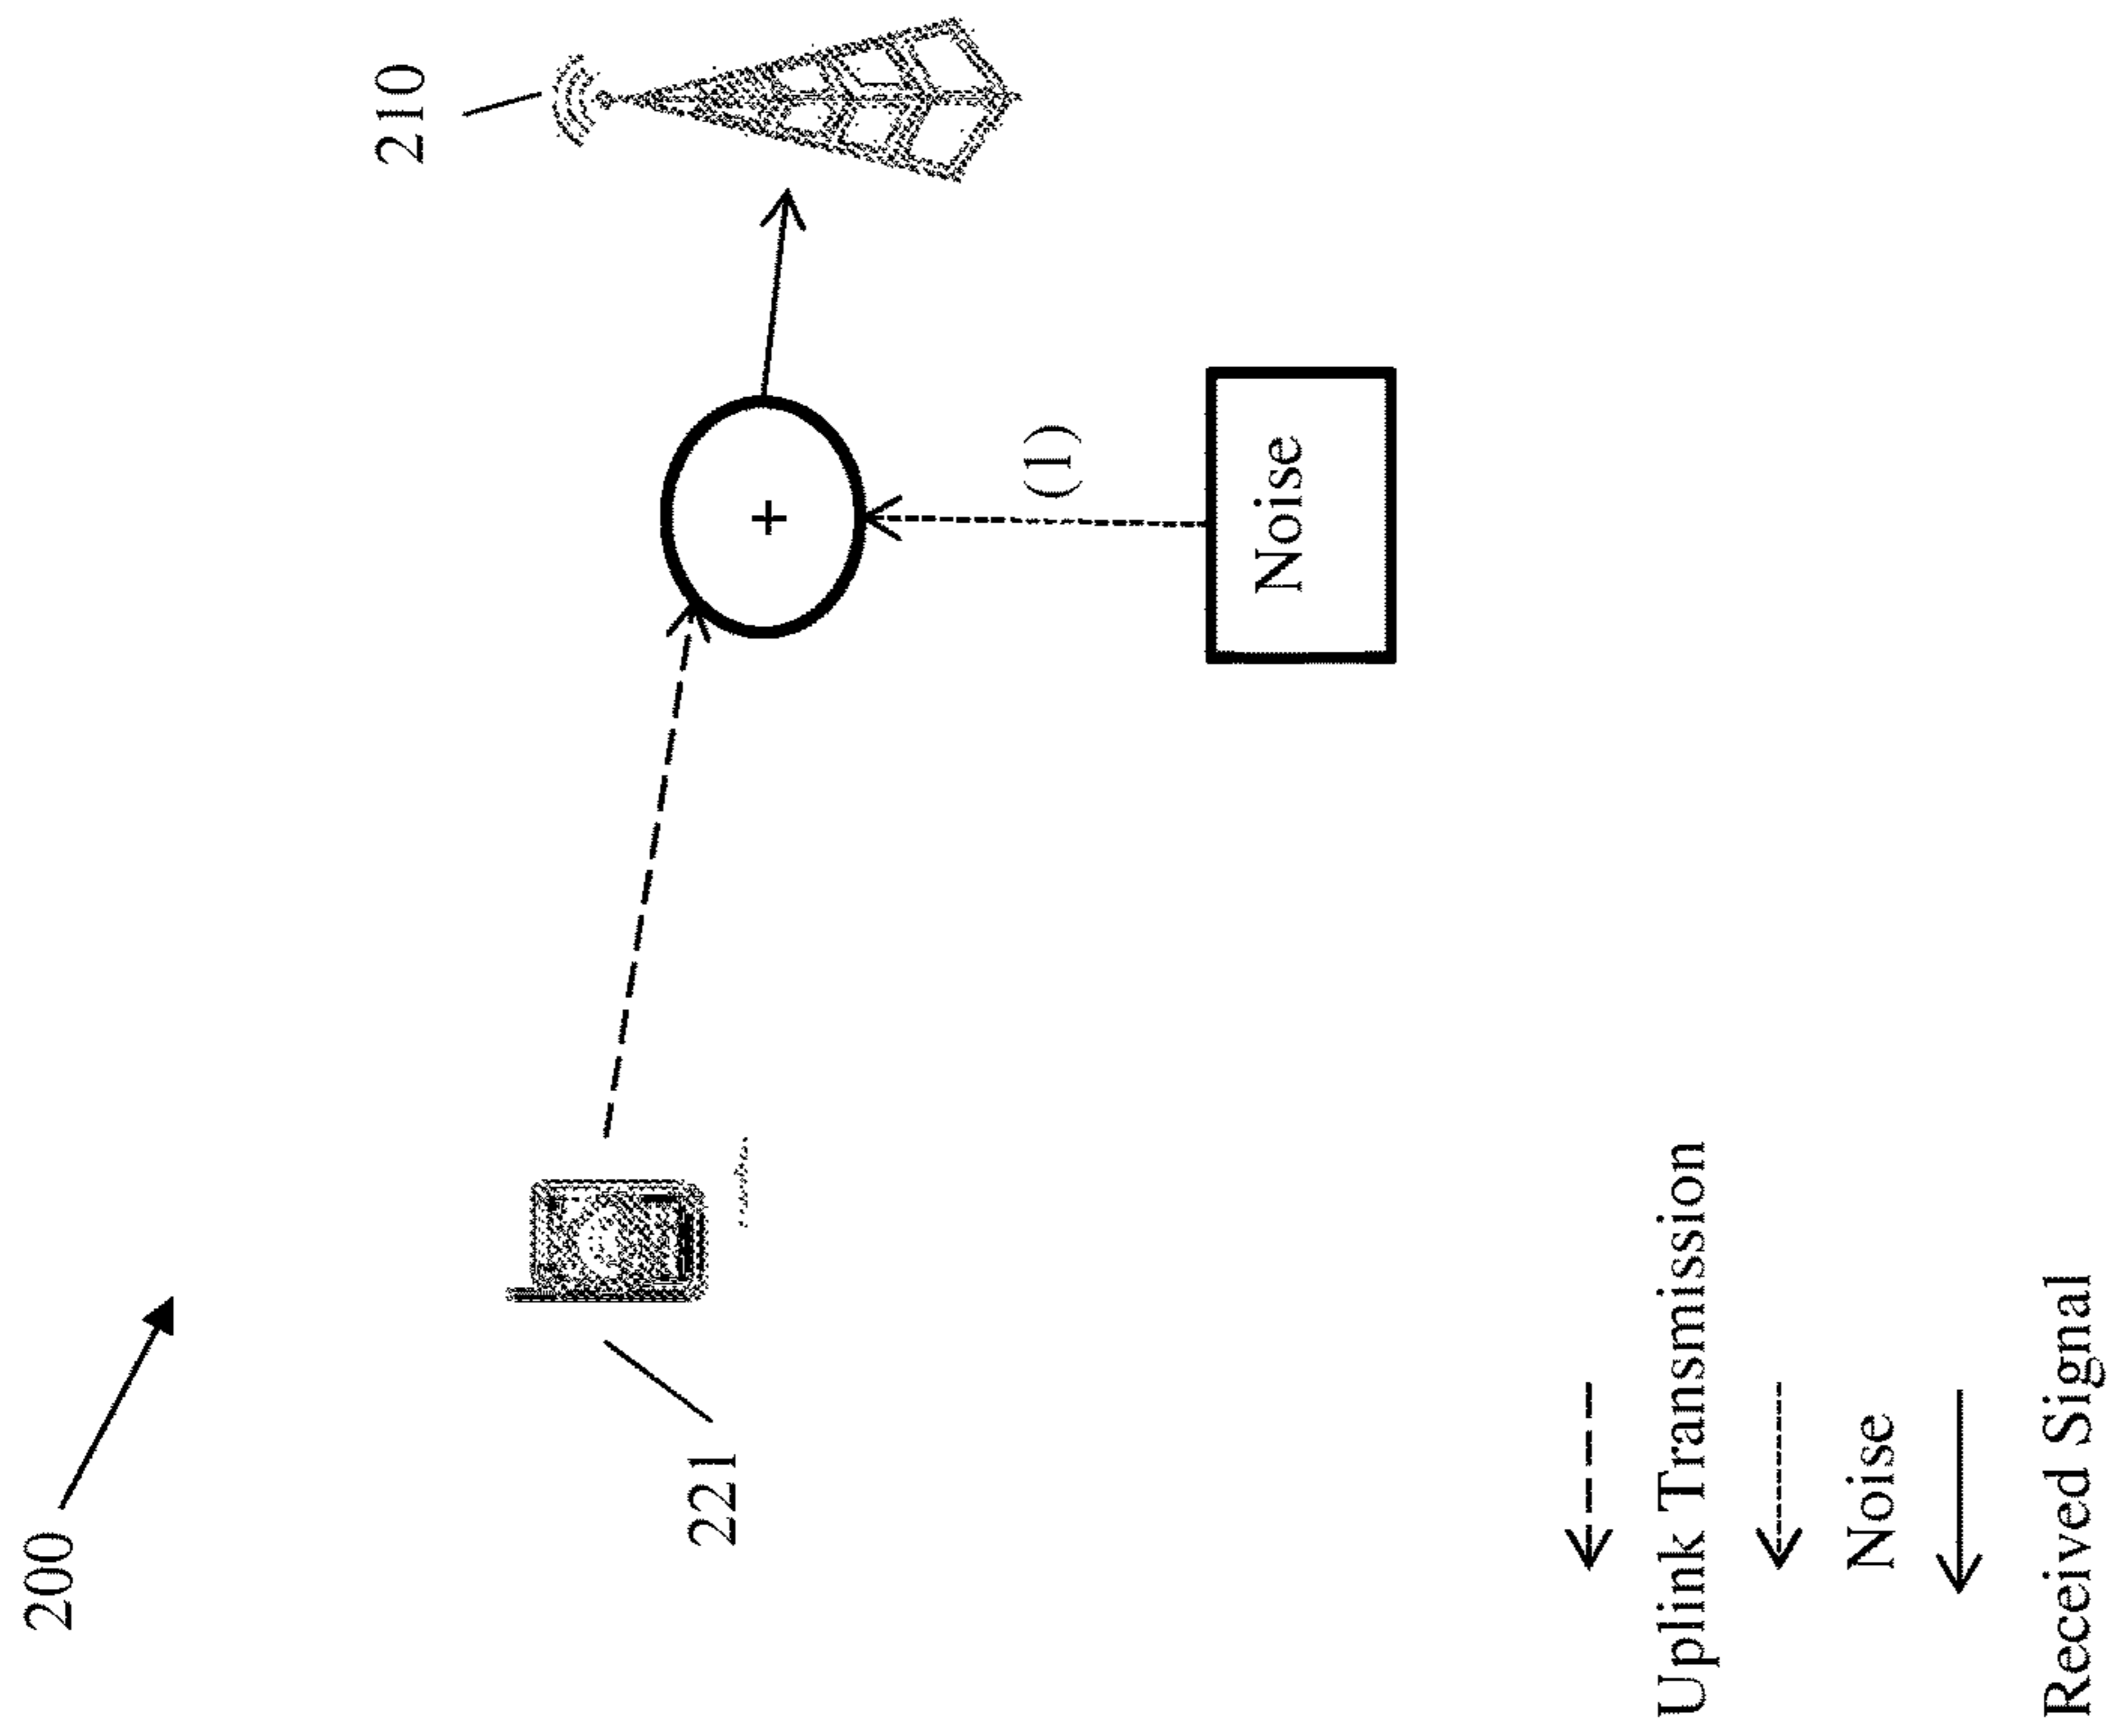 200
210
221
+
(1)
Noise
Uplink Transmission
Noise
Received Signal